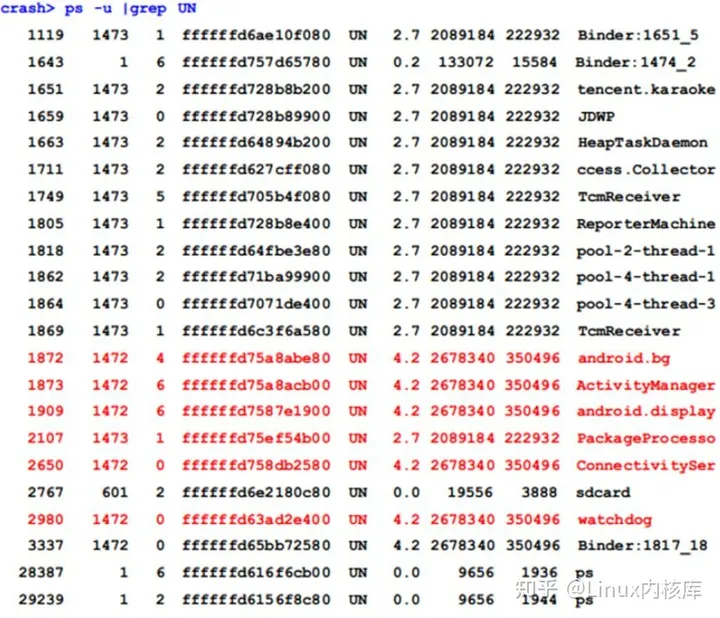 crash> ps -u |grep UN
1119 1473 1 ffffffd6ae10f080 UN 2.7 2089184 222932 Binder:1651_5
1643 1 6 ffffffd757d65780 UN 0.2 133072 15584 Binder:1474_2
1651 1473 2 ffffffd728b8b200 UN 2.7 2089184 222932 tencent.karaoke
1659 1473 0 ffffffd728b89900 UN 2.7 2089184 222932 JDWP
1663 1473 2 ffffffd64894b200 UN 2.7 2089184 222932 HeapTaskDaemon
1711 1473 2 ffffffd627cff080 UN 2.7 2089184 222932 ccess.Collector
1749 1473 5 ffffffd705b4f080 UN 2.7 2089184 222932 TcmReceiver
1805 1473 1 ffffffd728b8e400 UN 2.7 2089184 222932 ReporterMachine
1818 1473 2 ffffffd64fbe3e80 UN 2.7 2089184 222932 pool-2-thread-1
1862 1473 2 ffffffd71ba99900 UN 2.7 2089184 222932 pool-4-thread-1
1864 1473 0 ffffffd7071de400 UN 2.7 2089184 222932 pool-4-thread-3
1869 1473 1 ffffffd6c3f6a580 UN 2.7 2089184 222932 TcmReceiver
1872 1472 4 ffffffd75a8abe80 UN 4.2 2678340 350496 android.bg
1873 1472 6 ffffffd75a8acb00 UN 4.2 2678340 350496 ActivityManager
1909 1472 6 ffffffd7587e1900 UN 4.2 2678340 350496 android.display
2107 1473 1 ffffffd75ef54b00 UN 2.7 2089184 222932 PackageProcesso
2650 1472 0 ffffffd758db2580 UN 4.2 2678340 350496 ConnectivitySer
2767 601 2 ffffffd6e2180c80 UN 0.0 19556 3888 sdcard
2980 1472 0 ffffffd63ad2e400 UN 4.2 2678340 350496 watchdog
3337 1472 0 ffffffd65bb72580 UN 4.2 2678340 350496 Binder:1817_18
28387 1 6 ffffffd616f6cb00 UN 0.0 9656 1936 ps
29239 1 2 ffffffd6156f8c80 UN 0.0 9656 1944 ps
知乎 @Linux内核库